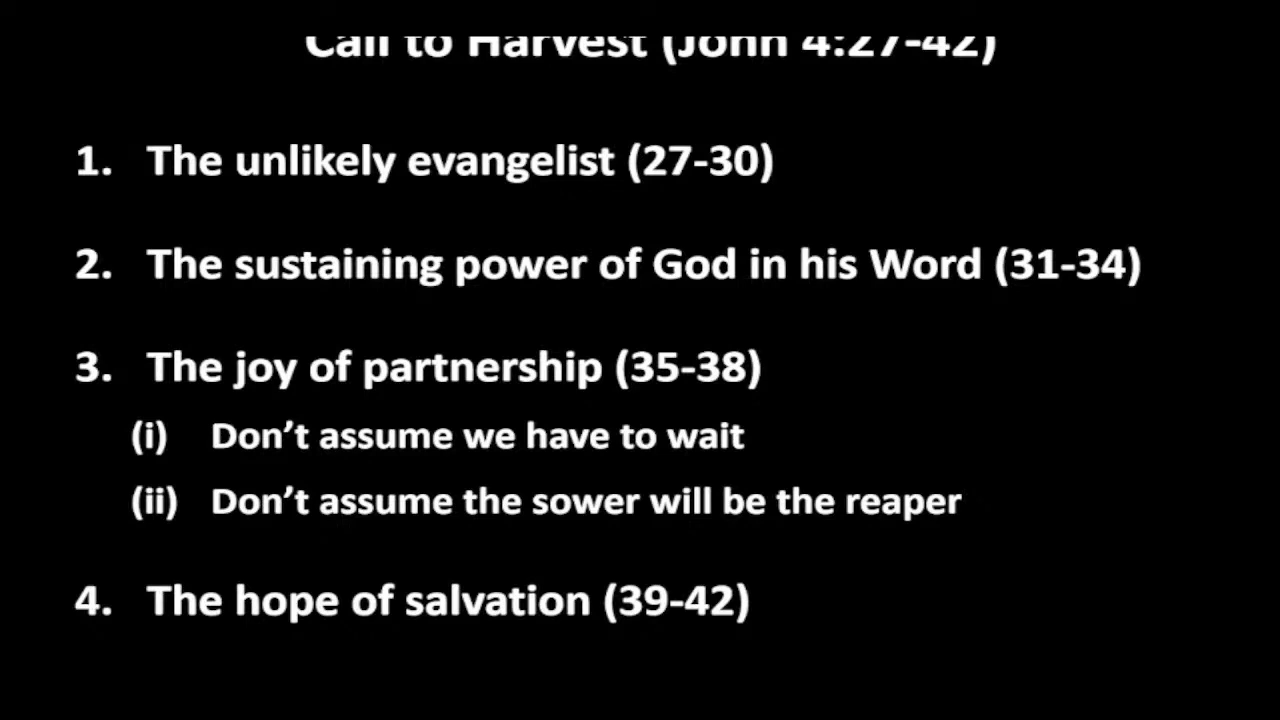 Call to Harvest (John 4:27-42)
1. The unlikely evangelist (27-30)
2. The sustaining power of God in his Word (31-34)
3. The joy of partnership (35-38)
(i) Don’t assume we have to wait
(ii) Don’t assume the sower will be the reaper
4. The hope of salvation (39-42)